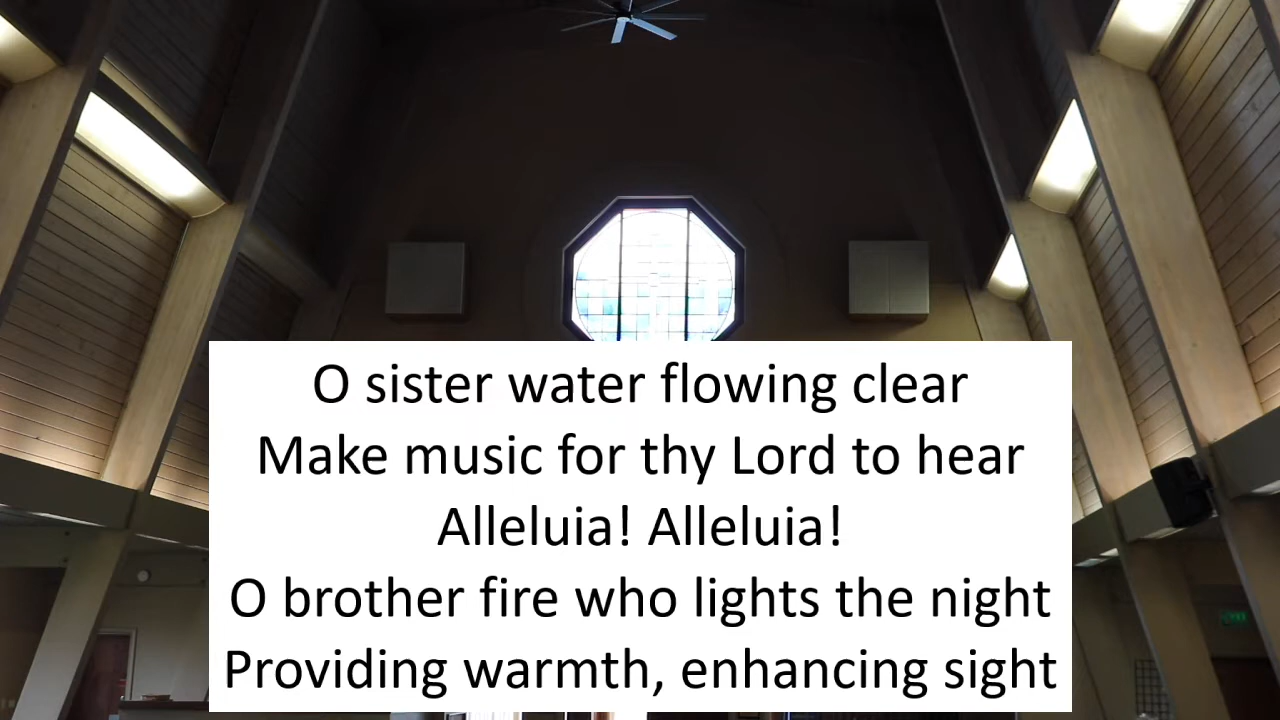 O sister water flowing clear
Make music for thy Lord to hear
Alleluia! Alleluia!
O brother fire who lights the night
Providing warmth, enhancing sight